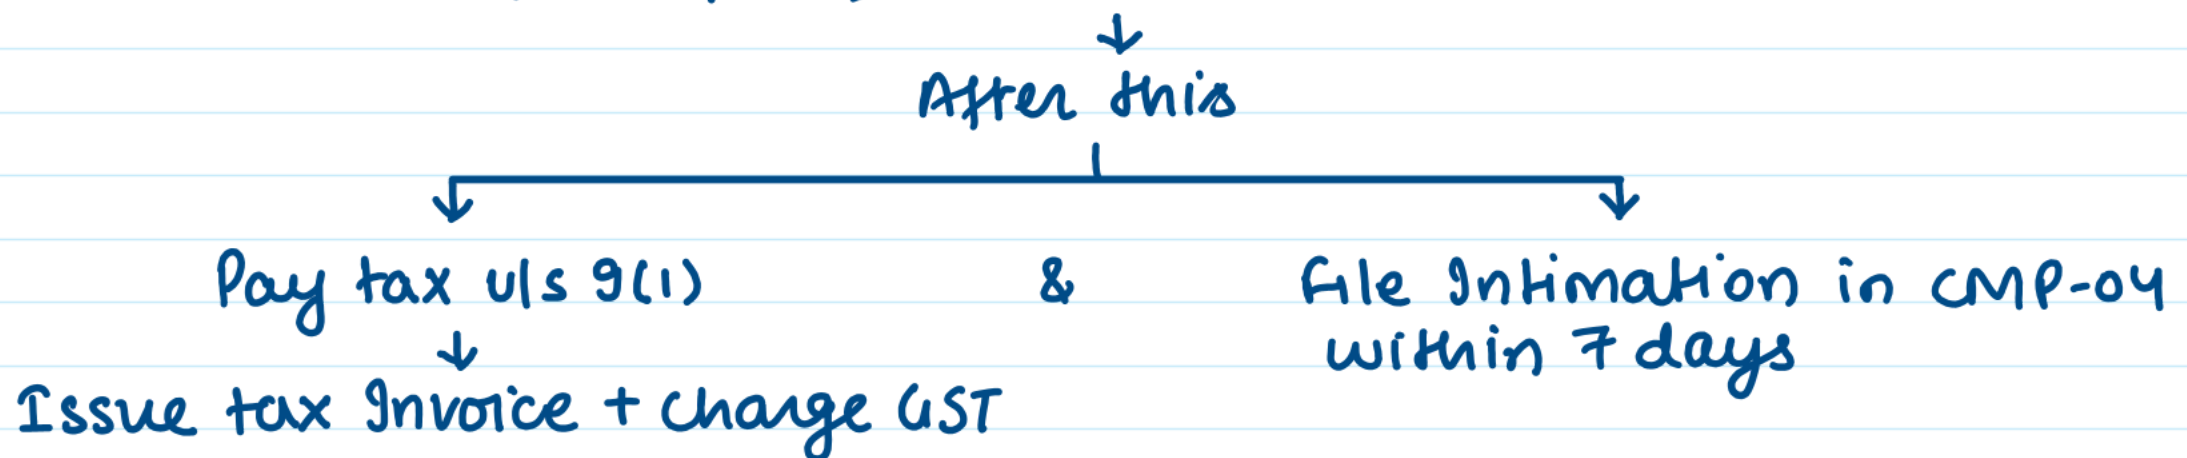 After this
Pay tax u/s 9(1) & File Intimation in CMP-04
within 7 days
Issue tax Invoice + charge GST